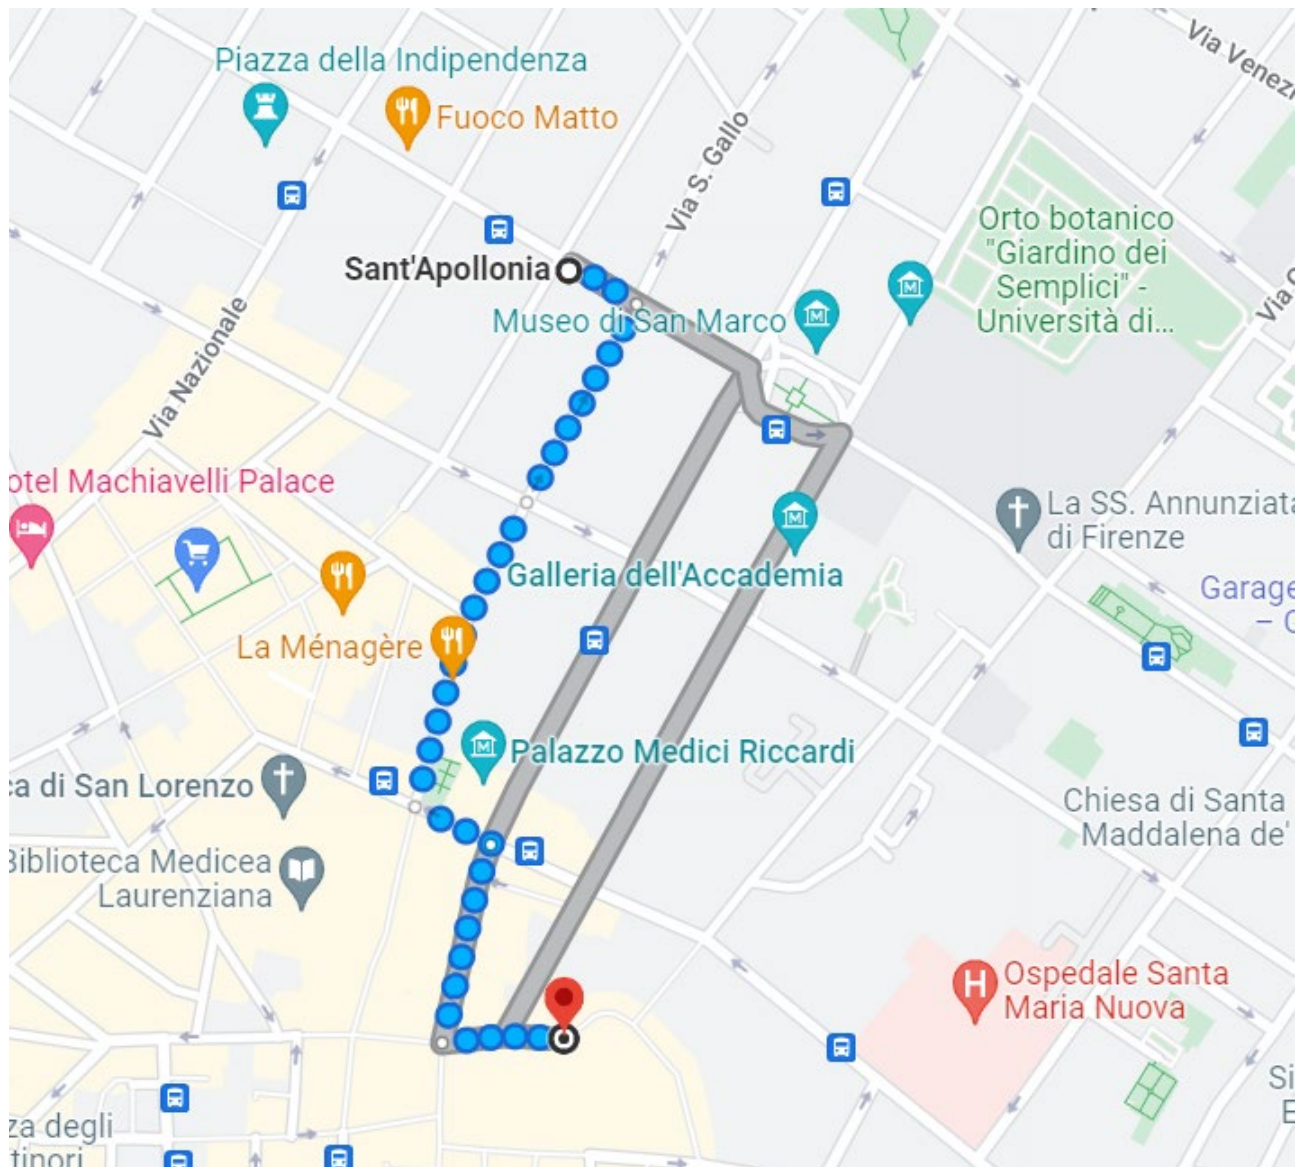 Piazza della Indipendenza
Fuoco Matto
Via Venezi
Via S. Gallo
Orto botanico
"Giardino dei
Semplici" -
Università di...
Sant'Apollonia
Museo di San Marco
Via Nazionale
Via
otel Machiavelli Palace
La SS. Annunziata
di Firenze
Galleria dell'Accademia
Garage
– C
La Ménagère
Palazzo Medici Riccardi
ca di San Lorenzo
Chiesa di Santa
Maddalena de'
Biblioteca Medicea
Laurenziana
Ospedale Santa
Maria Nuova
H
Si
E
za degli
tinori